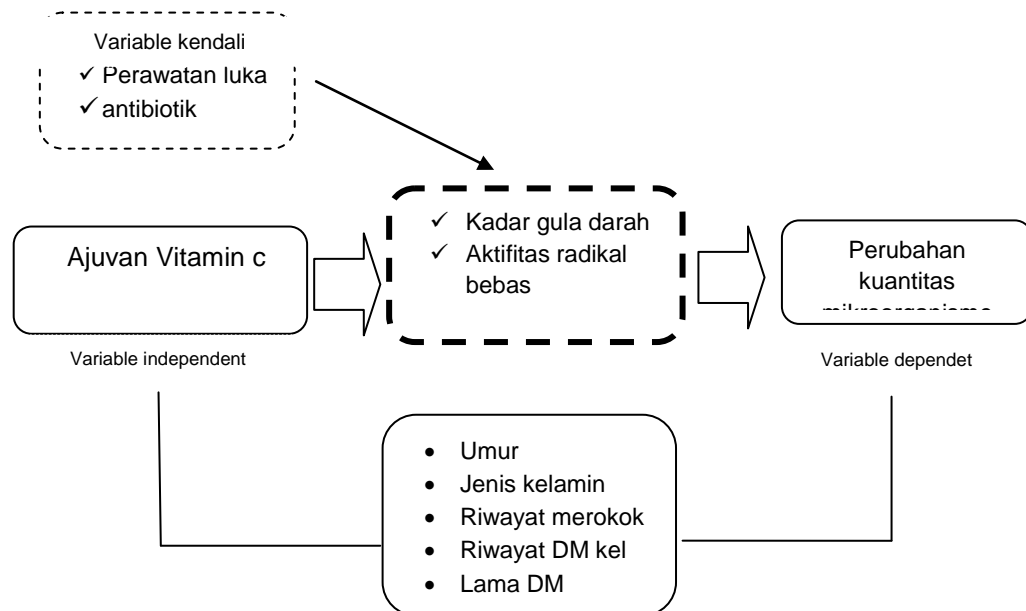 Variable kendali
✓ Perawatan luka
✓ antibiotik
✓ Kadar gula darah
✓ Aktifitas radikal
bebas
Ajuvan Vitamin c
Perubahan
kuantitas
Variable independent
Variable dependet
• Umur
• Jenis kelamin
• Riwayat merokok
• Riwayat DM kel
• Lama DM